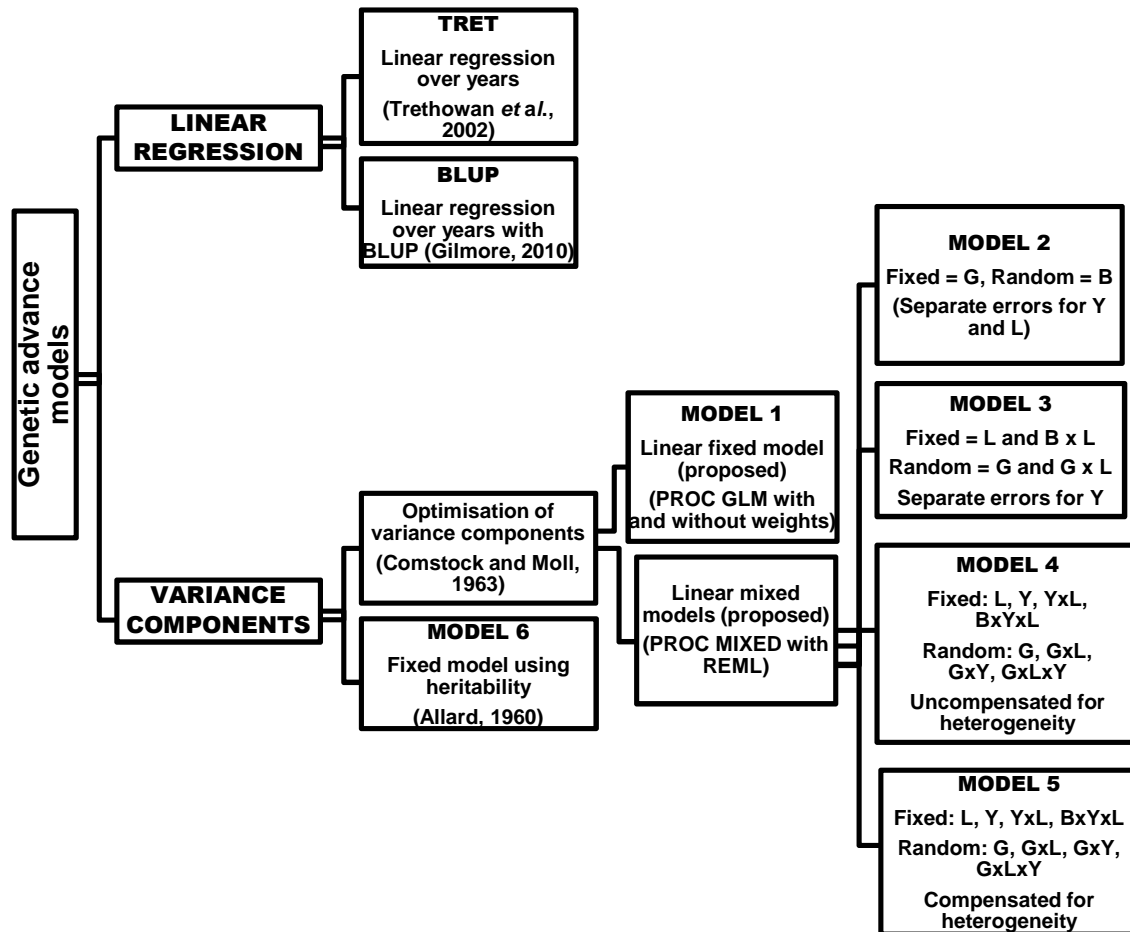 Genetic advance
models
LINEAR
REGRESSION
TRET
Linear regression
over years
(Trethowan et al.,
2002)
BLUP
Linear regression
over years with
BLUP (Gilmore, 2010)
VARIANCE
COMPONENTS
Optimisation of
variance components
(Comstock and Moll,
1963)
MODEL 6
Fixed model using
heritability
(Allard, 1960)
MODEL 1
Linear fixed model
(proposed)
(PROC GLM with
and without weights)
Linear mixed
models (proposed)
(PROC MIXED with
REML)
MODEL 2
Fixed = G, Random = B
(Separate errors for Y
and L)
MODEL 3
Fixed = L and B x L
Random = G and G x L
Separate errors for Y
MODEL 4
Fixed: L, Y, YxL,
BxYxL
Random: G, GxL,
GxY, GxLxY
Uncompensated for
heterogeneity
MODEL 5
Fixed: L, Y, YxL, BxYxL
Random: G, GxL, GxY,
GxLxY
Compensated for
heterogeneity